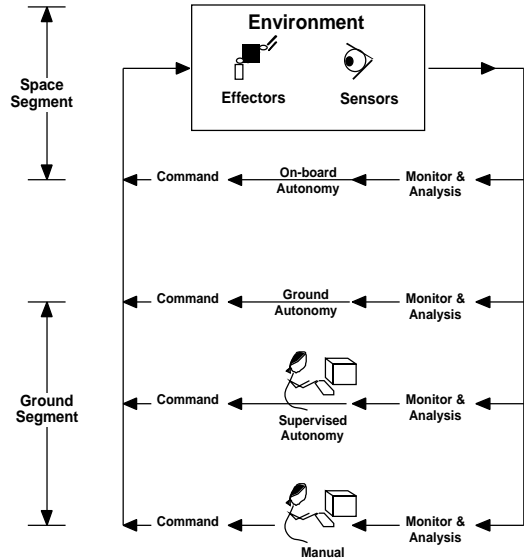 Environment
Effectors
Sensors
Space
Segment
Command
On-board
Autonomy
Monitor &
Analysis
Command
Ground
Autonomy
Monitor &
Analysis
Ground
Segment
Command
Supervised
Autonomy
Monitor &
Analysis
Command
Manual
Monitor &
Analysis